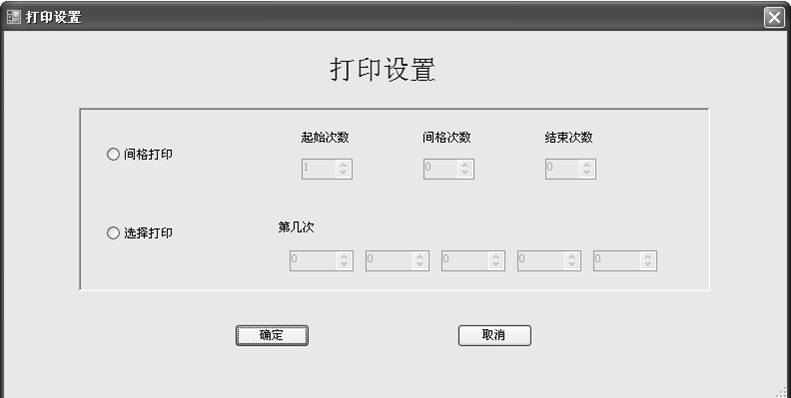 打印设置
打印设置
起始次数 间格次数 结束次数
间格打印
1 0 0
第几次
选择打印
0 0 0 0 0
确定 取消